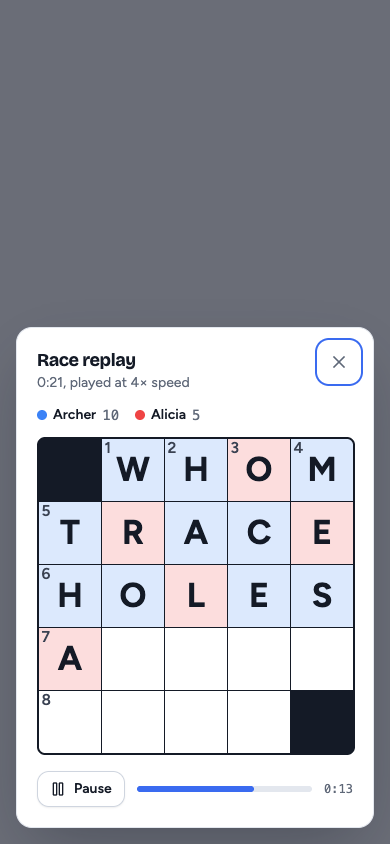 Race replay
0:21, played at 4× speed
Archer 10 Alicia 5
1 W 2 H 3 O 4 M
5 T R A C E
6 H O L E S
7 A
8
Pause 0:13